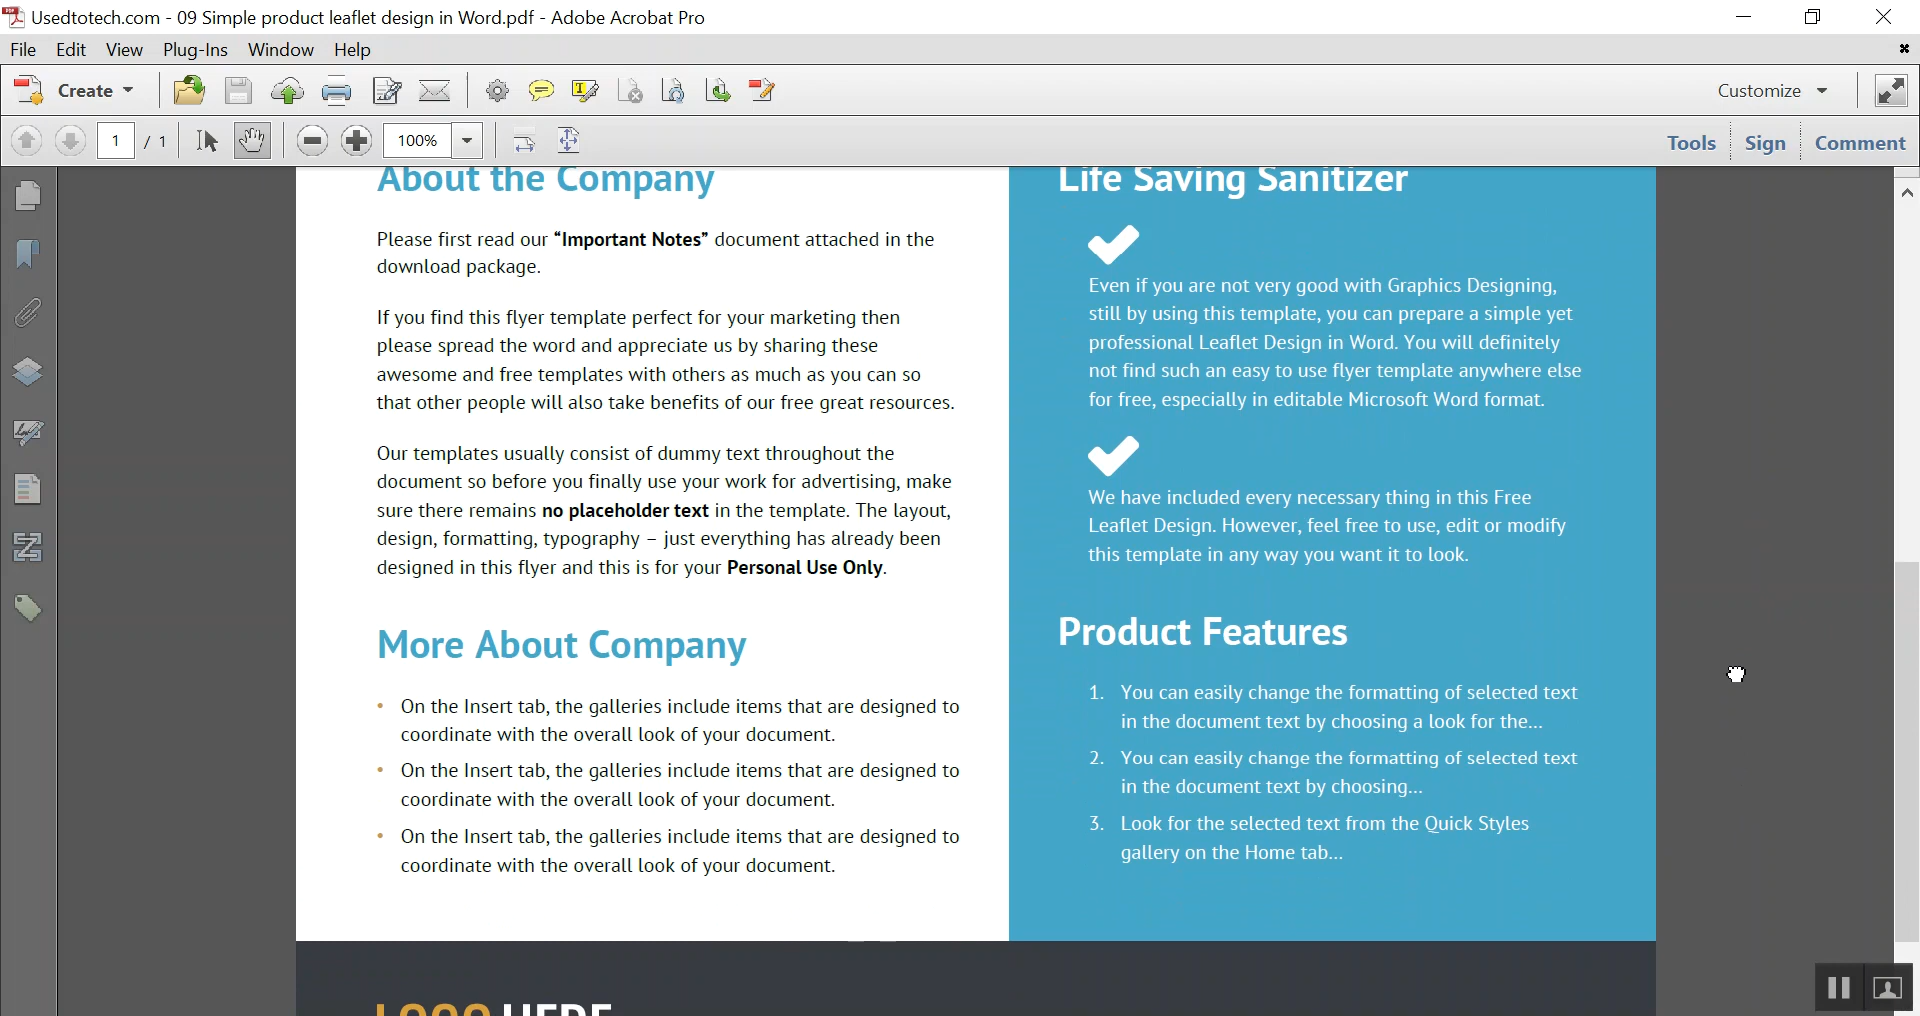 Usedtotech.com - 09 Simple product leaflet design in Word.pdf - Adobe Acrobat Pro
File Edit View Plug-Ins Window Help
Create
Customize
1 / 1
100%
Tools Sign Comment
About the Company
Please first read our “Important Notes” document attached in the
download package.
If you find this flyer template perfect for your marketing then
please spread the word and appreciate us by sharing these
awesome and free templates with others as much as you can so
that other people will also take benefits of our free great resources.
Our templates usually consist of dummy text throughout the
document so before you finally use your work for advertising, make
sure there remains no placeholder text in the template. The layout,
design, formatting, typography – just everything has already been
designed in this flyer and this is for your Personal Use Only.
More About Company
• On the Insert tab, the galleries include items that are designed to
coordinate with the overall look of your document.
• On the Insert tab, the galleries include items that are designed to
coordinate with the overall look of your document.
• On the Insert tab, the galleries include items that are designed to
coordinate with the overall look of your document.
Life Saving Sanitizer
Even if you are not very good with Graphics Designing,
still by using this template, you can prepare a simple yet
professional Leaflet Design in Word. You will definitely
not find such an easy to use flyer template anywhere else
for free, especially in editable Microsoft Word format.
We have included every necessary thing in this Free
Leaflet Design. However, feel free to use, edit or modify
this template in any way you want it to look.
Product Features
1. You can easily change the formatting of selected text
in the document text by choosing a look for the...
2. You can easily change the formatting of selected text
in the document text by choosing...
3. Look for the selected text from the Quick Styles
gallery on the Home tab...
LOGO HERE